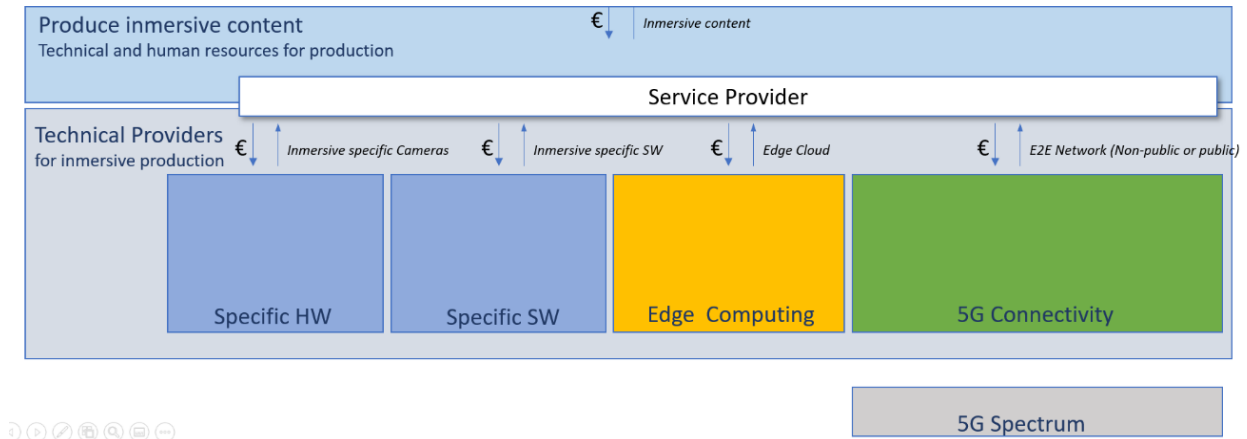 Produce inmersive content
Technical and human resources for production
€ Inmersive content
Service Provider
Technical Providers
for inmersive production
€ Inmersive specific Cameras
€ Inmersive specific SW
€ Edge Cloud
€ E2E Network (Non-public or public)
Specific HW
Specific SW
Edge Computing
5G Connectivity
5G Spectrum